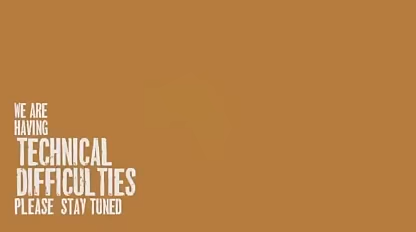 WE ARE
HAVING
TECHNICAL
DIFFICULTIES
PLEASE STAY TUNED